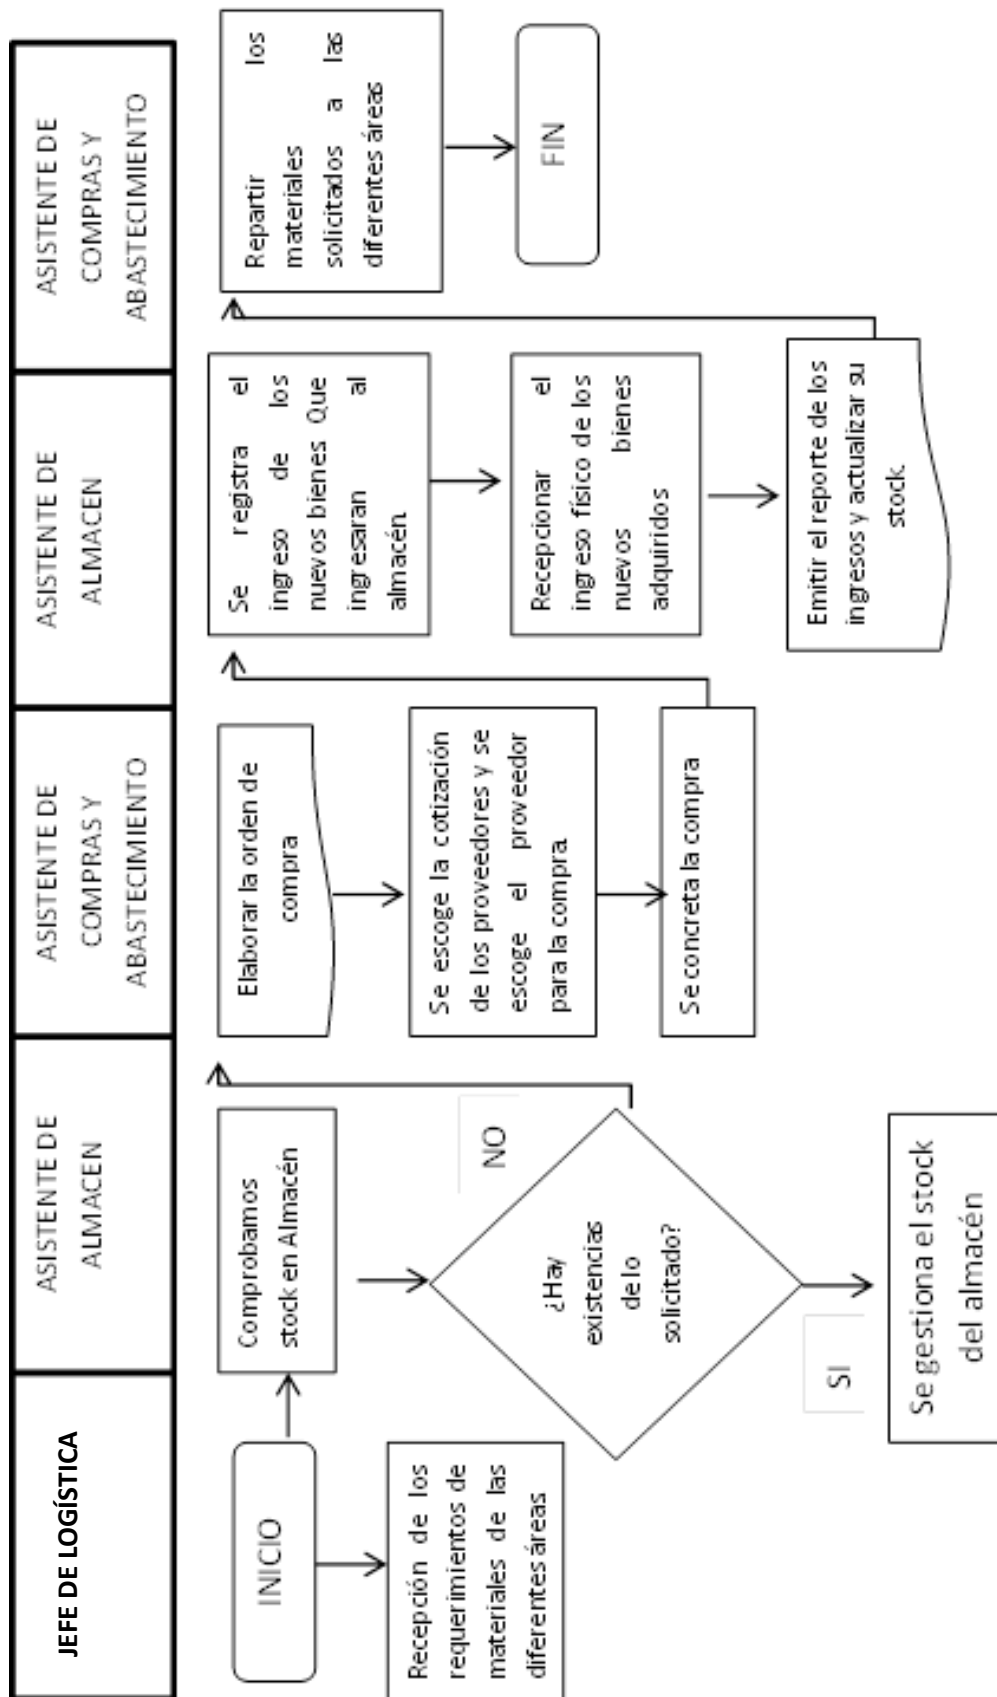 JEFE DE LOGÍSTICA
ASISTENTE DE
ALMACEN
ASISTENTE DE
COMPRAS Y
ABASTECIMIENTO
ASISTENTE DE
ALMACEN
ASISTENTE DE
COMPRAS Y
ABASTECIMIENTO
INICIO
Recepción de los
requerimientos de
materiales de las
diferentes áreas
Comprobamos
stock en Almacén
¿Hay
existencias
de lo
solicitado?
NO
SI
Se gestiona el stock
del almacén
Elaborar la orden de
compra
Se escoge la cotización
de los proveedores y se
escoge el proveedor
para la compra.
Se concreta la compra
Se registra el
ingreso de los
nuevos bienes Que
ingresaran al
almacén.
Recepcionar el
ingreso físico de los
nuevos bienes
adquiridos
Emitir el reporte de los
ingresos y actualizar su
stock.
Repartir los
materiales
solicitados a las
diferentes áreas
FIN